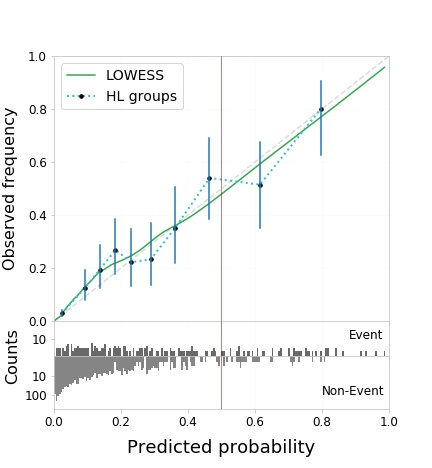 1.0
LOWESS
HL groups
0.8
0.6
0.4
0.2
0.0
Observed frequency
10
Event
10
100
Non-Event
Counts
0.0 0.2 0.4 0.6 0.8 1.0
Predicted probability